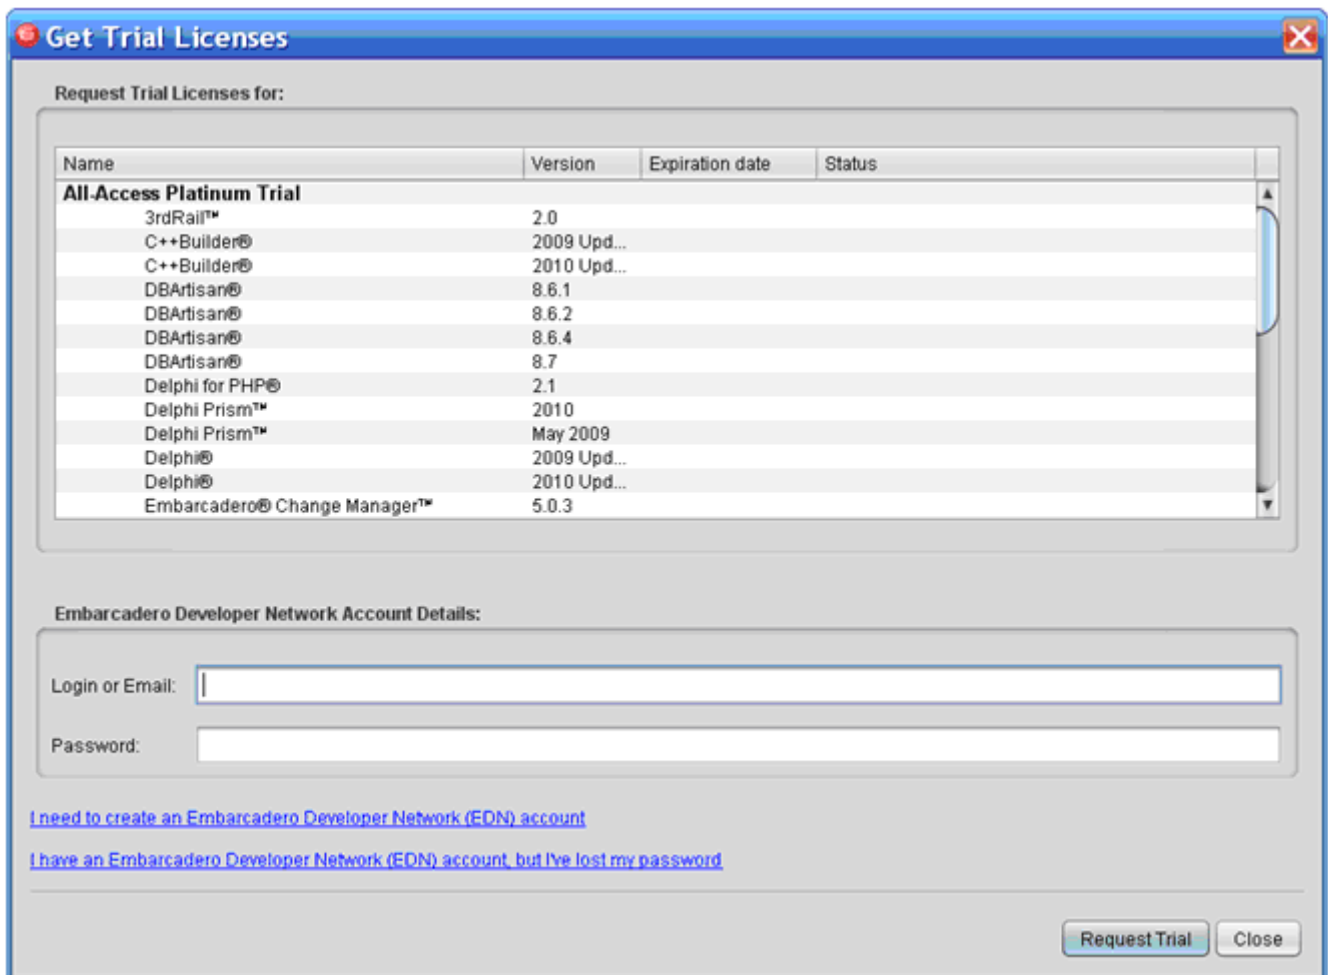 Get Trial Licenses
Request Trial Licenses for:
Name Version Expiration date Status
All-Access Platinum Trial
3rdRail™ 2.0
C++Builder® 2009 Upd...
C++Builder® 2010 Upd...
DBArtisan® 8.6.1
DBArtisan® 8.6.2
DBArtisan® 8.6.4
DBArtisan® 8.7
Delphi for PHP® 2.1
Delphi Prism™ 2010
Delphi Prism™ May 2009
Delphi® 2009 Upd...
Delphi® 2010 Upd...
Embarcadero® Change Manager™ 5.0.3
Embarcadero Developer Network Account Details:
Login or Email:
Password:
I need to create an Embarcadero Developer Network (EDN) account
I have an Embarcadero Developer Network (EDN) account, but I've lost my password
Request Trial Close